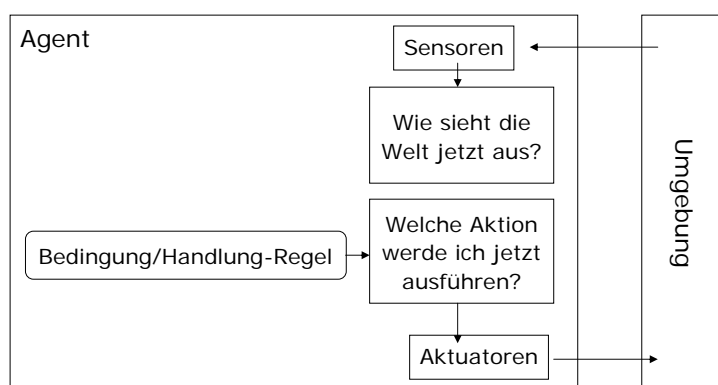 Agent
Sensoren
Wie sieht die
Welt jetzt aus?
Welche Aktion
werde ich jetzt
ausführen?
Bedingung/Handlung-Regel
Aktuatoren
Umgebung